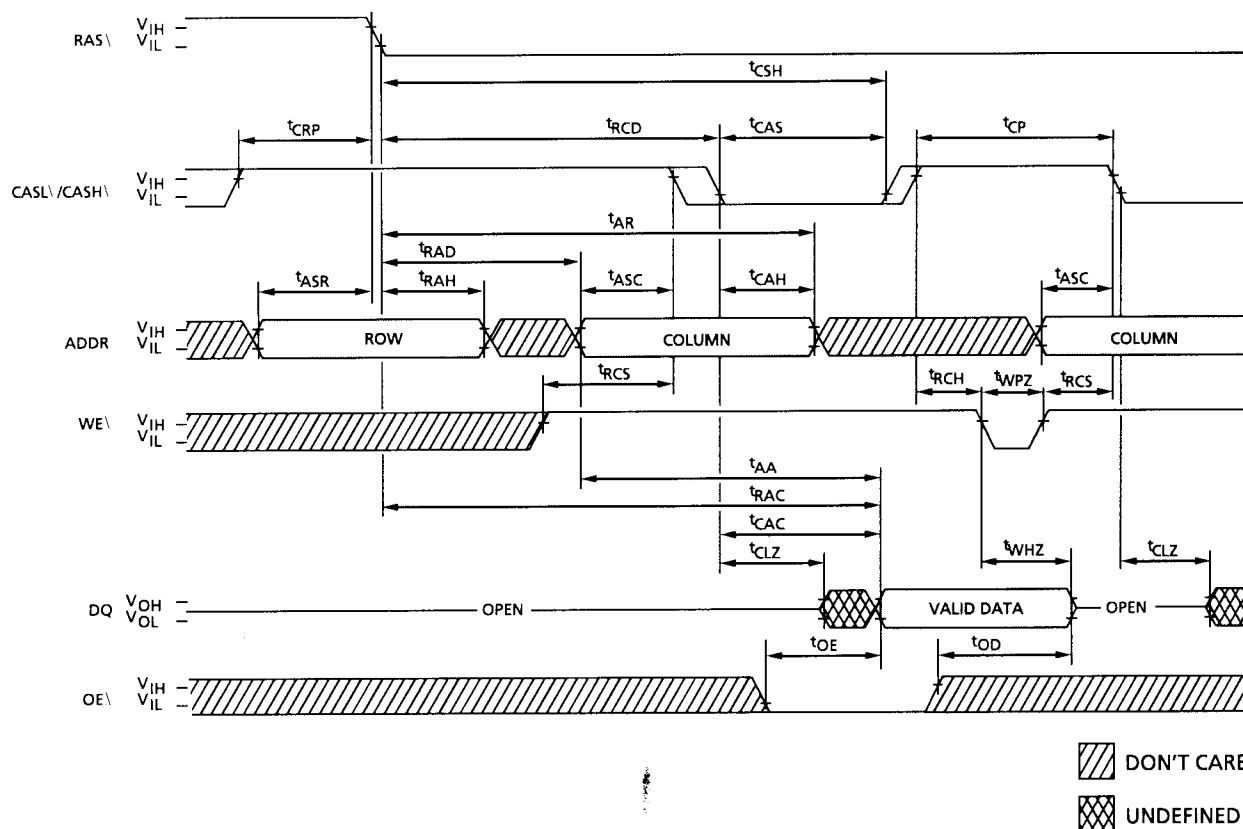 RAS\ VIH
VIL
tCSH
tCRP tRCD tCAS tCP
CASL\ /CASH\ VIH
VIL
tAR
tRAD
tASR tRAH tASC tCAH tASC
ADDR VIH
VIL
ROW COLUMN COLUMN
tRCS tRCH tWPZ tRCS
WE\ VIH
VIL
tAA
tRAC
tCAC
tCLZ tWHZ tCLZ
DQ VOH
VOL
OPEN VALID DATA OPEN
tOE tOD
OE\ VIH
VIL
DON'T CARE
UNDEFINED